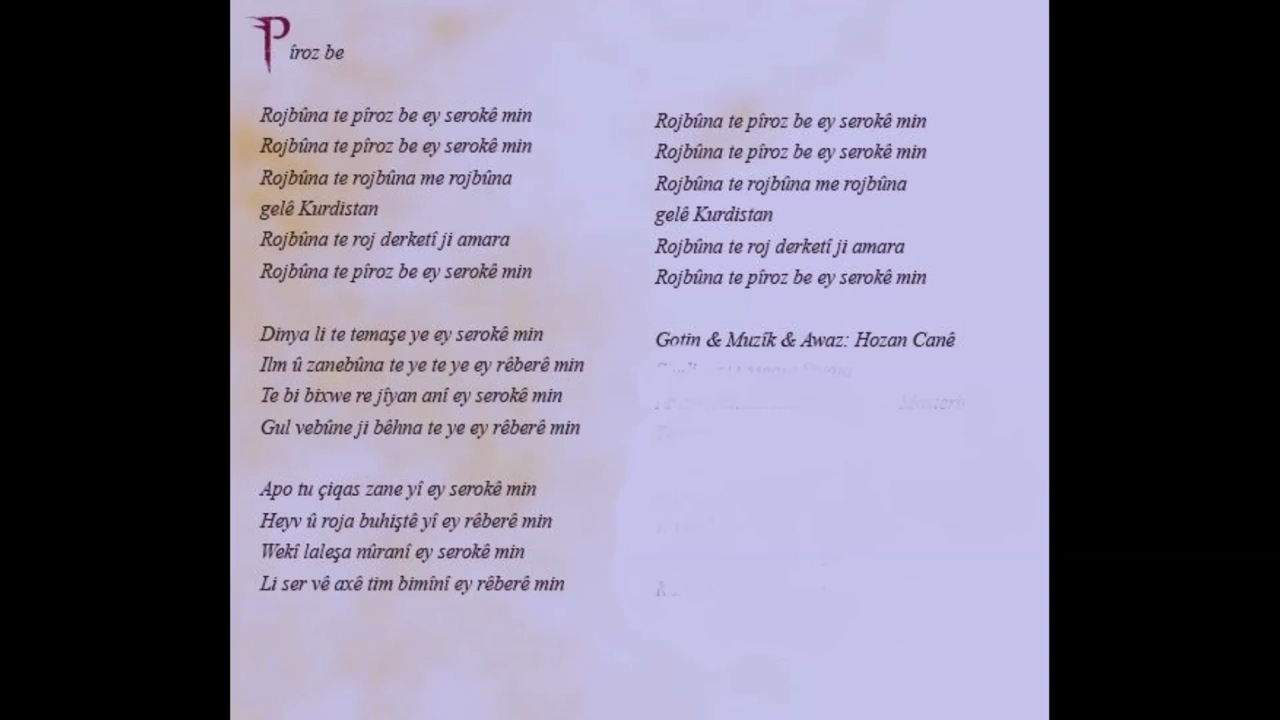 Pîroz be
Rojbûna te pîroz be ey serokê min
Rojbûna te pîroz be ey serokê min
Rojbûna te rojbûna me rojbûna
gelê Kurdistan
Rojbûna te roj derketî ji amara
Rojbûna te pîroz be ey serokê min
Dinya li te temaşe ye ey serokê min
Ilm û zanebûna te ye te ye ey rêberê min
Te bi bixwe re jîyan anî ey serokê min
Gul vebûne ji bêhna te ye ey rêberê min
Apo tu çiqas zane yî ey serokê min
Heyv û roja buhiştê yî ey rêberê min
Wekî laleşa nûranî ey serokê min
Li ser vê axê tim bimînî ey rêberê min
Rojbûna te pîroz be ey serokê min
Rojbûna te pîroz be ey serokê min
Rojbûna te rojbûna me rojbûna
gelê Kurdistan
Rojbûna te roj derketî ji amara
Rojbûna te pîroz be ey serokê min
Gotin & Muzîk & Awaz: Hozan Canê